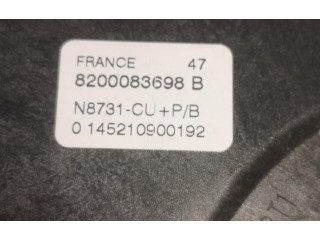 FRANCE 47
8200083698 B
N8731-CU+P/B
0 145210900192